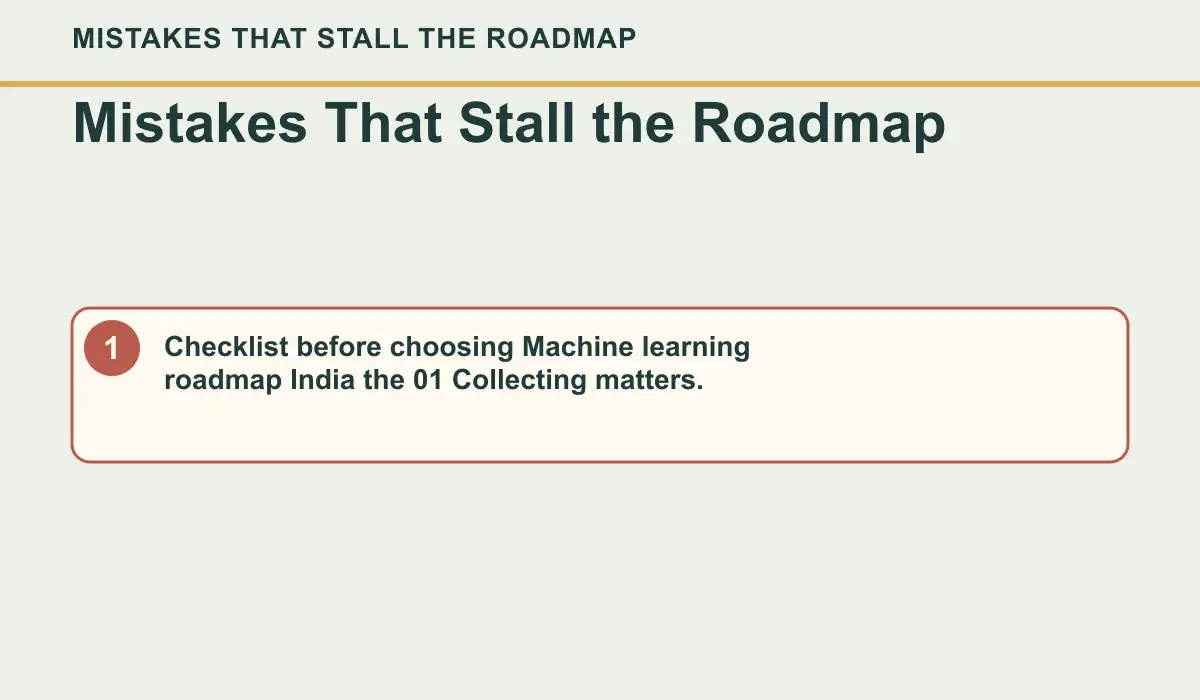 MISTAKES THAT STALL THE ROADMAP
Mistakes That Stall the Roadmap
1
Checklist before choosing Machine learning
roadmap India the 01 Collecting matters.